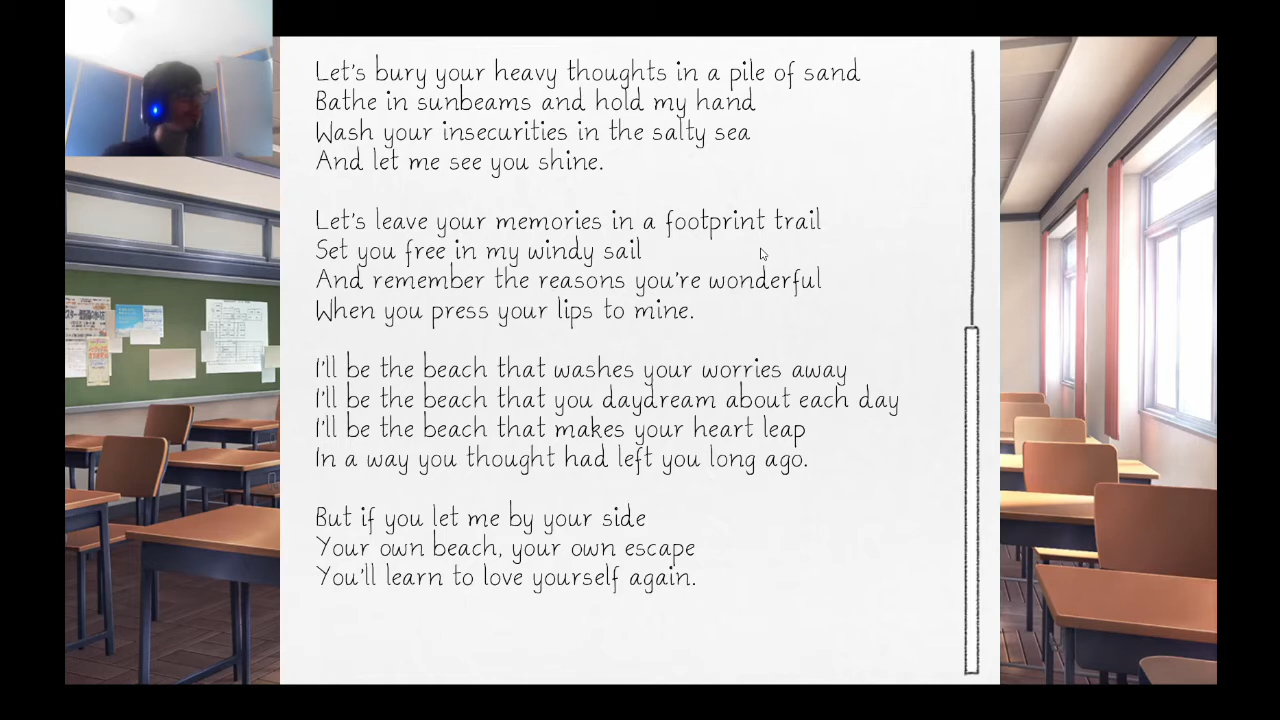 Let's bury your heavy thoughts in a pile of sand
Bathe in sunbeams and hold my hand
Wash your insecurities in the salty sea
And let me see you shine.
Let's leave your memories in a footprint trail
Set you free in my windy sail
And remember the reasons you're wonderful
When you press your lips to mine.
I'll be the beach that washes your worries away
I'll be the beach that you daydream about each day
I'll be the beach that makes your heart leap
In a way you thought had left you long ago.
But if you let me by your side
Your own beach, your own escape
You'll learn to love yourself again.